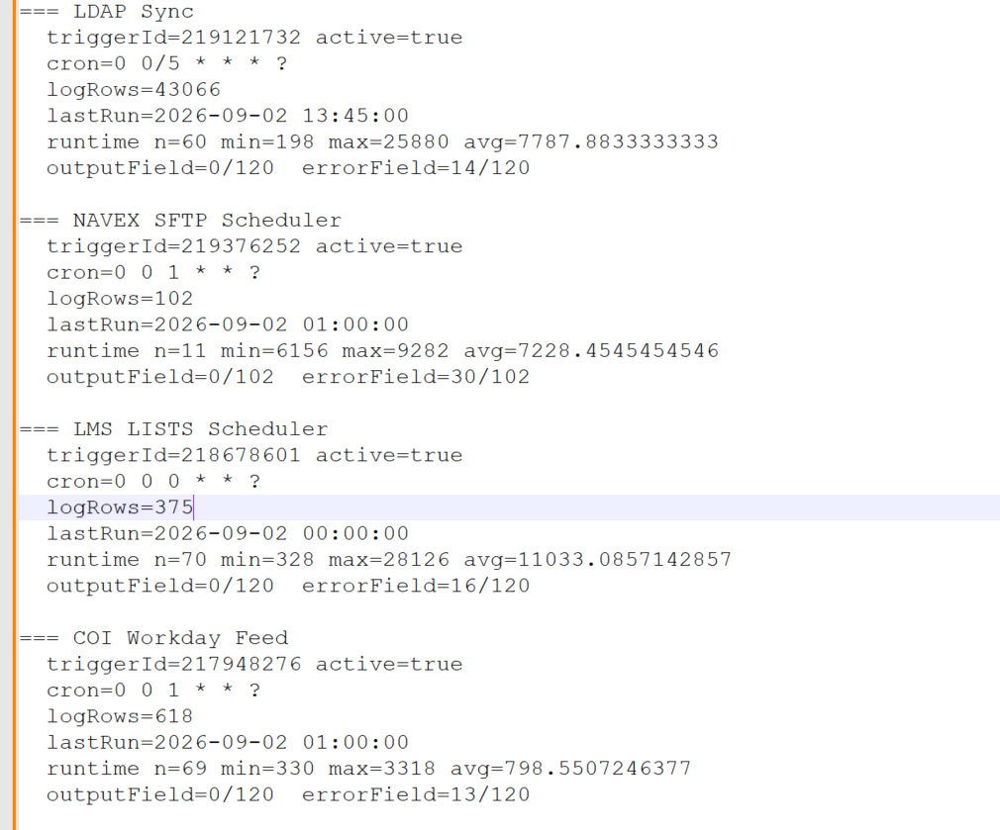 === LDAP Sync
triggerId=219121732 active=true
cron=0 0/5 * * * ?
logRows=43066
lastRun=2026-09-02 13:45:00
runtime n=60 min=198 max=25880 avg=7787.8833333333
outputField=0/120  errorField=14/120

=== NAVEX SFTP Scheduler
triggerId=219376252 active=true
cron=0 0 1 * * ?
logRows=102
lastRun=2026-09-02 01:00:00
runtime n=11 min=6156 max=9282 avg=7228.4545454546
outputField=0/102  errorField=30/102

=== LMS LISTS Scheduler
triggerId=218678601 active=true
cron=0 0 0 * * ?
logRows=375
lastRun=2026-09-02 00:00:00
runtime n=70 min=328 max=28126 avg=11033.0857142857
outputField=0/120  errorField=16/120

=== COI Workday Feed
triggerId=217948276 active=true
cron=0 0 1 * * ?
logRows=618
lastRun=2026-09-02 01:00:00
runtime n=69 min=330 max=3318 avg=798.5507246377
outputField=0/120  errorField=13/120